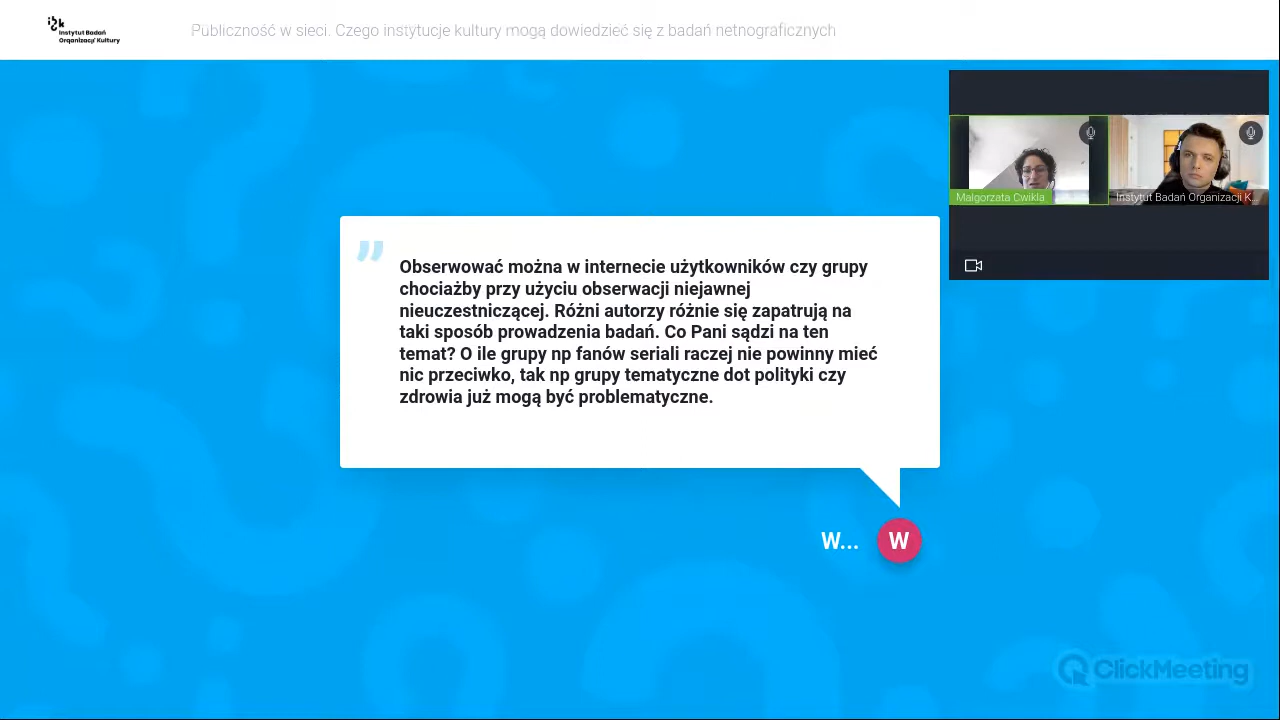 i k
Instytut Badań
Organizacji Kultury
Publiczność w sieci. Czego instytucje kultury mogą dowiedzieć się z badań netnograficznych
Małgorzata Ćwikła
Instytut Badań Organizacji K...
"
Obserwować można w internecie użytkowników czy grupy
chociażby przy użyciu obserwacji niejawnej
nieuczestniczącej. Różni autorzy różnie się zapatrują na
taki sposób prowadzenia badań. Co Pani sądzi na ten
temat? O ile grupy np fanów seriali raczej nie powinny mieć
nic przeciwko, tak np grupy tematyczne dot polityki czy
zdrowia już mogą być problematyczne.
W...
W
ClickMeeting